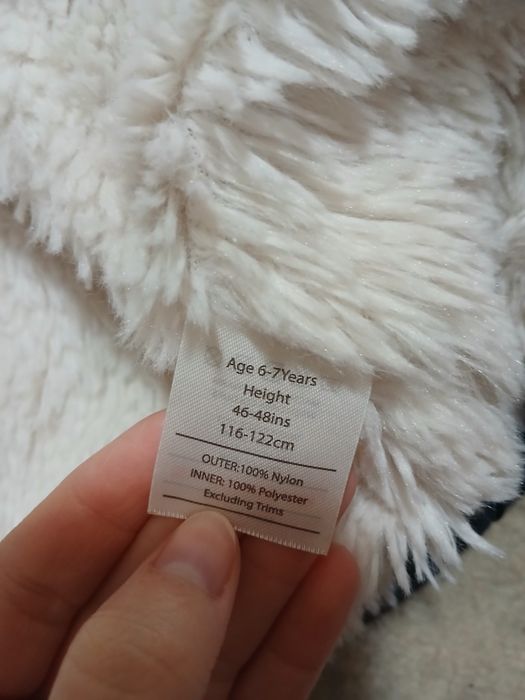 Age 6-7Years
Height
46-48ins
116-122cm
OUTER:100% Nylon
INNER: 100% Polyester
Excluding Trims